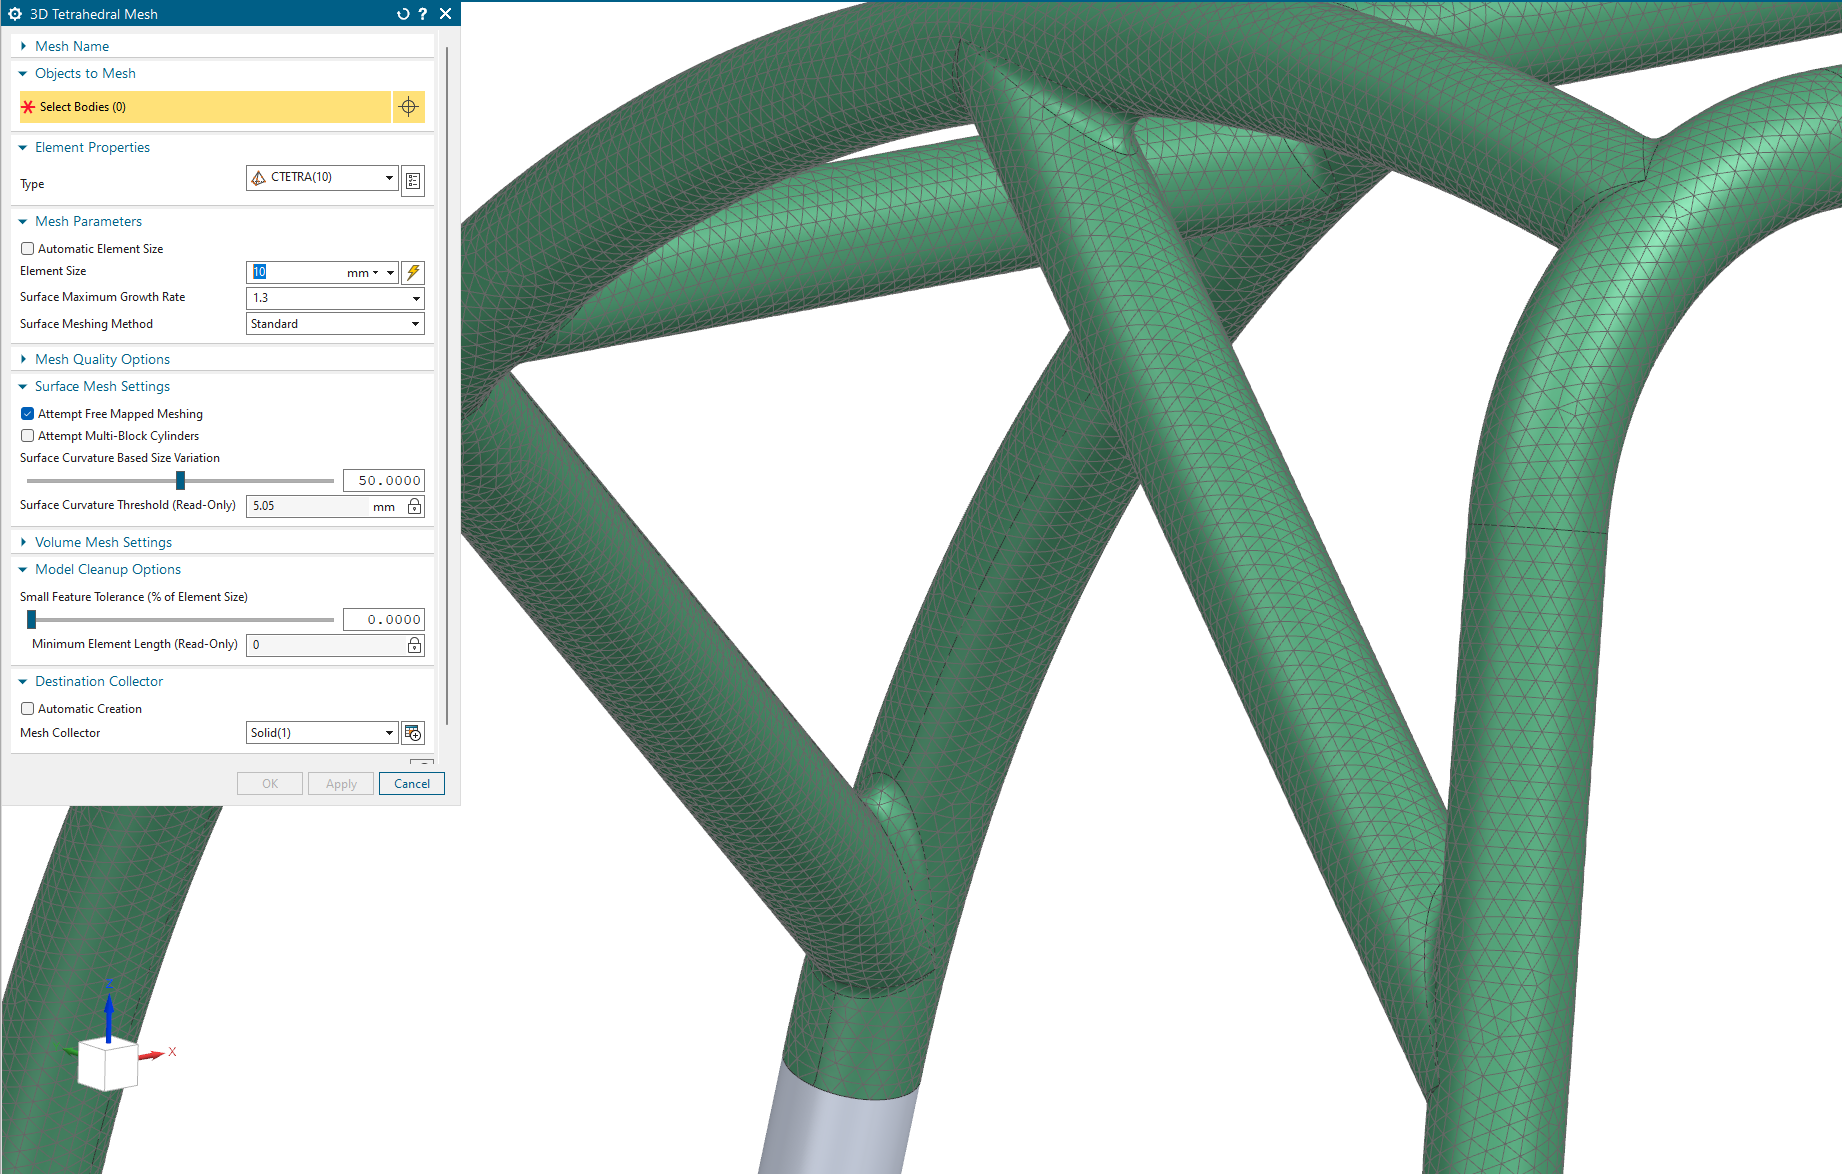 3D Tetrahedral Mesh
Mesh Name
Objects to Mesh
Select Bodies (0)
Element Properties
Type CTETRA(10)
Mesh Parameters
Automatic Element Size
Element Size 10 mm
Surface Maximum Growth Rate 1.3
Surface Meshing Method Standard
Mesh Quality Options
Surface Mesh Settings
Attempt Free Mapped Meshing
Attempt Multi-Block Cylinders
Surface Curvature Based Size Variation
50.0000
Surface Curvature Threshold (Read-Only) 5.05 mm
Volume Mesh Settings
Model Cleanup Options
Small Feature Tolerance (% of Element Size)
0.0000
Minimum Element Length (Read-Only) 0
Destination Collector
Automatic Creation
Mesh Collector Solid(1)
OK Apply Cancel
Z
X